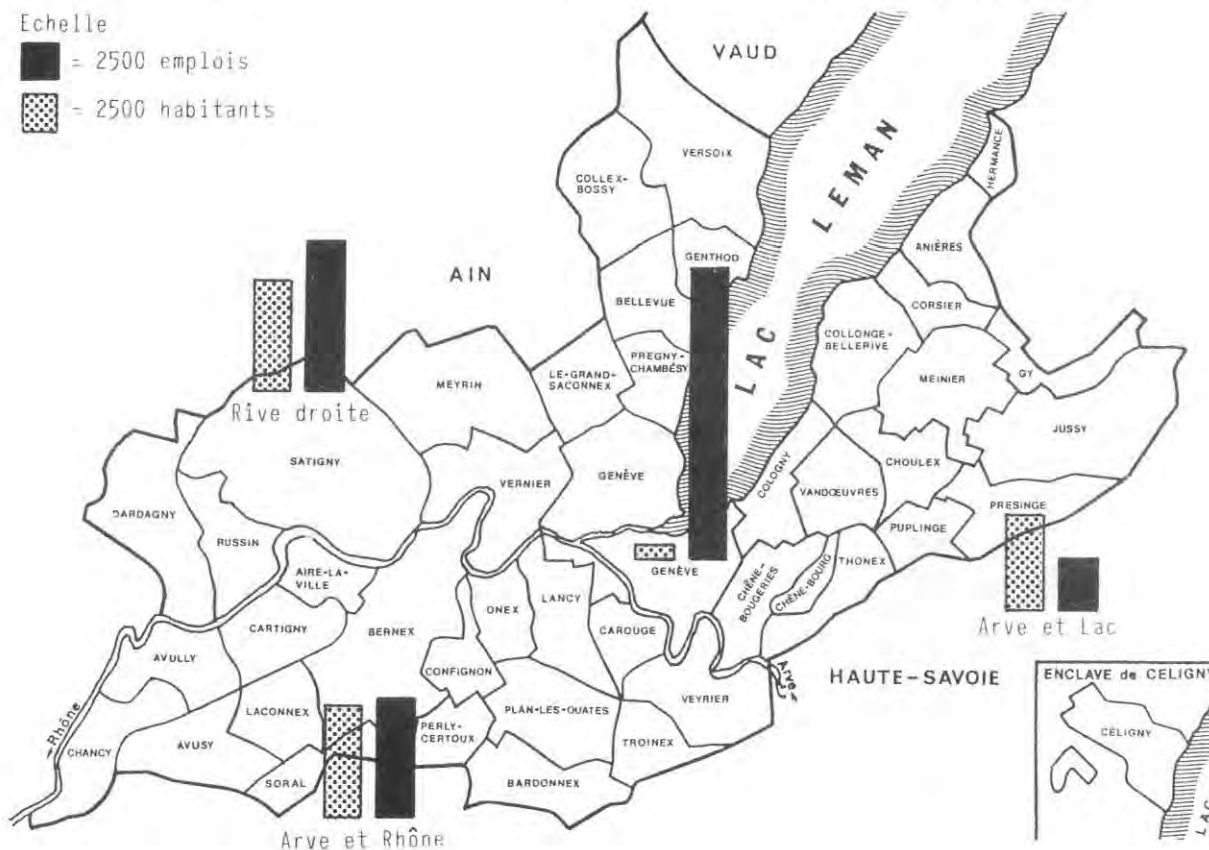 Echelle
= 2500 emplois
= 2500 habitants
VAUD
VERSOIX
COLLEX-
BOSSY
HERMANCE
LAC LEMAN
ANIÈRES
GENTHOD
AIN
BELLEVUE
CORSIER
COLLONGE-
BELLERIVE
PREGNY-
CHAMBÉSY
LE-GRAND-
SACONNEX
MEYRIN
MEINIER
GY
Rive droite
JUSSY
SATIGNY
VERNIER
GENÈVE
COLOGNY
CHOULEX
VANDŒUVRES
DARDAGNY
RUSSIN
PRESINGE
PUPLINGE
AIRE-LA-
VILLE
GENÈVE
THONEX
CHÊNE-
BOUGERIES
CHÊNE-BOURG
ONEX
LANCY
CARTIGNY
BERNEX
CAROUGE
Arve et Lac
AVULLY
CONFIGNON
Arve
HAUTE-SAVOIE
ENCLAVE de CELIGNY
VEYRIER
Rhône
LACONNEX
PLAN-LES-OUATES
PERLY-
CERTOUX
CÉLIGNY
CHANCY
AVUSY
TROINEX
SORAL
BARDONNEX
LAC
Arve et Rhône